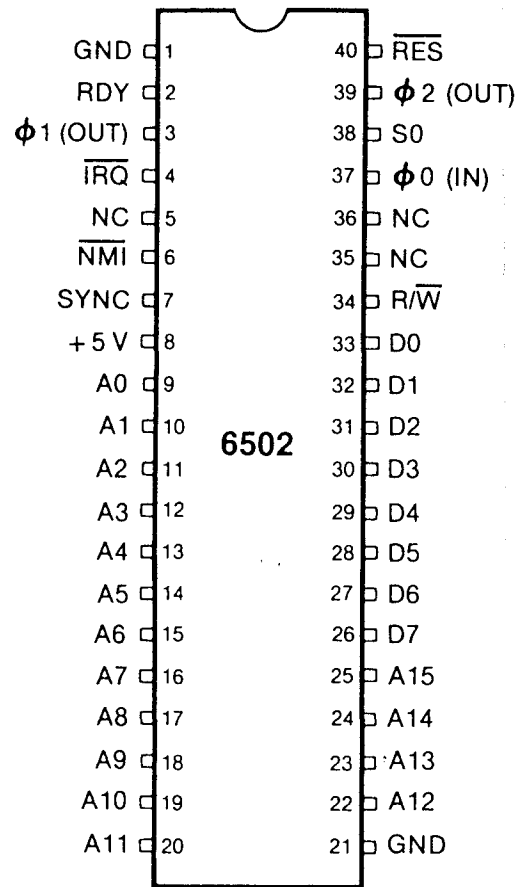 GND 1 40 R̅E̅S̅
RDY 2 39 ϕ2 (OUT)
ϕ1 (OUT) 3 38 S0
I̅R̅Q̅ 4 37 ϕ0 (IN)
NC 5 36 NC
N̅M̅I̅ 6 35 NC
SYNC 7 34 R/W̅
+5 V 8 33 D0
A0 9 32 D1
A1 10 31 D2
6502
A2 11 30 D3
A3 12 29 D4
A4 13 28 D5
A5 14 27 D6
A6 15 26 D7
A7 16 25 A15
A8 17 24 A14
A9 18 23 A13
A10 19 22 A12
A11 20 21 GND